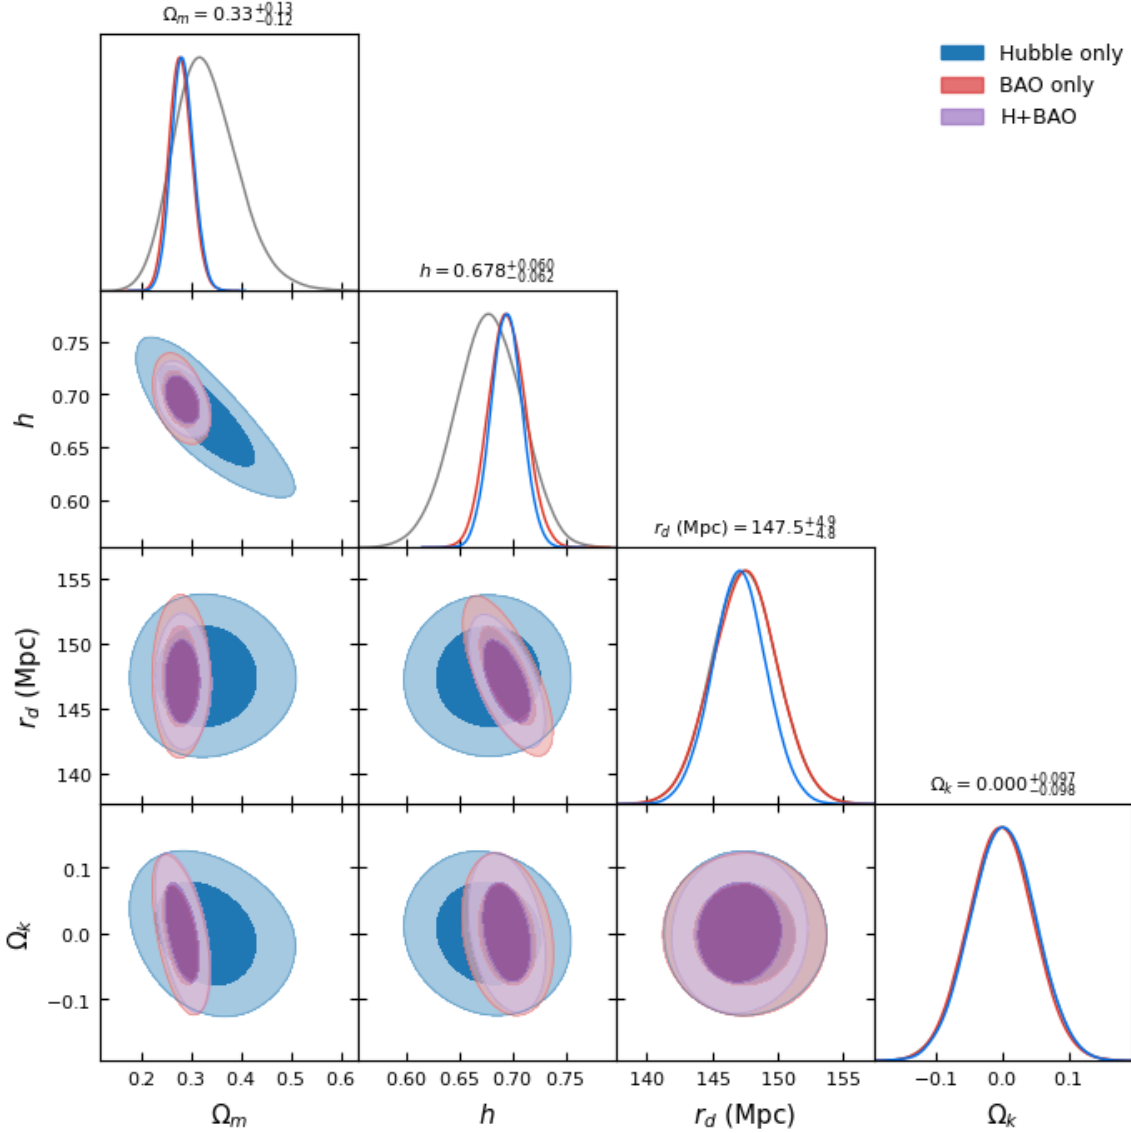 Ωₘ = 0.33⁺⁰·¹³₋₀.₁₂
Hubble only
BAO only
H+BAO
h = 0.678⁺⁰·⁰⁶⁰₋₀.₀₆₂
0.75
0.70
0.65
0.60
h
r_d (Mpc) = 147.5⁺⁴·⁹₋₄.₈
155
150
145
140
r_d (Mpc)
Ωₖ = 0.000⁺⁰·⁰⁹⁷₋₀.₀₉₈
0.1
0.0
−0.1
Ωₖ
0.2 0.3 0.4 0.5 0.6
0.60 0.65 0.70 0.75
140 145 150 155
−0.1 0.0 0.1
Ωₘ
h
r_d (Mpc)
Ωₖ